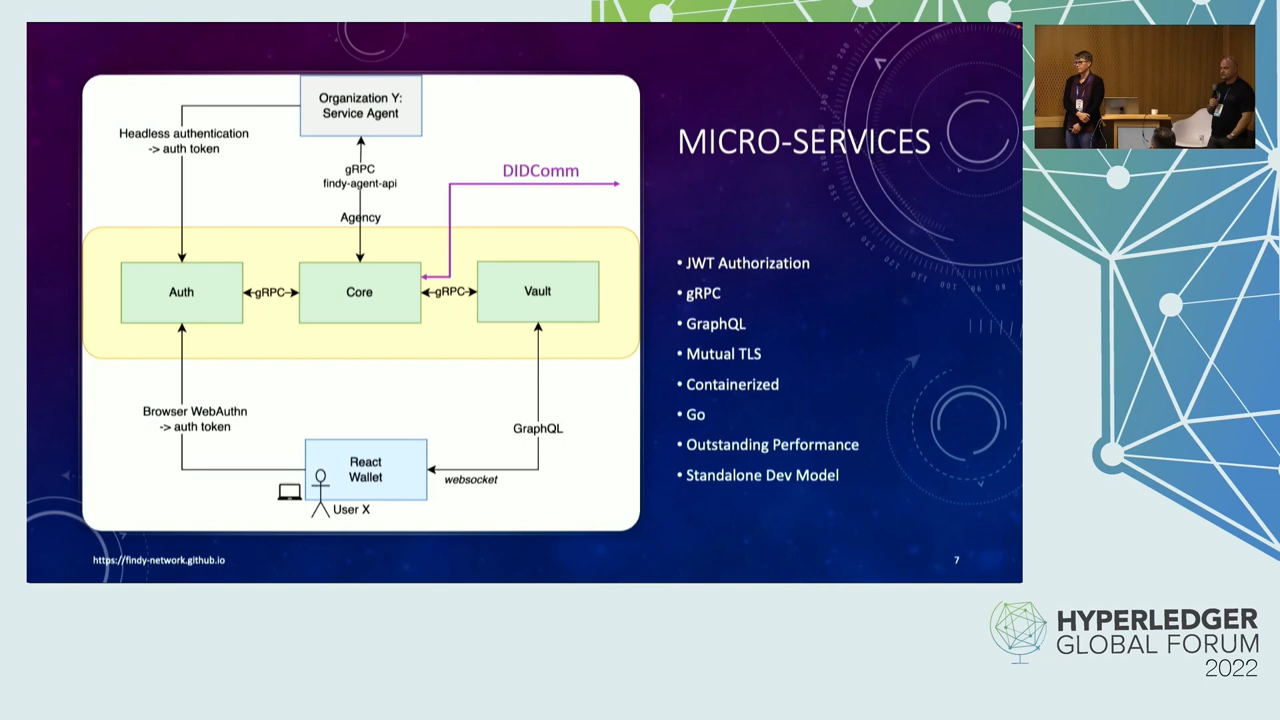 Organization Y:
Service Agent
Headless authentication
-> auth token
gRPC
findy-agent-api
DIDComm
Agency
Auth
gRPC
Core
gRPC
Vault
Browser WebAuthn
-> auth token
GraphQL
React
Wallet
websocket
User X
https://findy-network.github.io
MICRO-SERVICES
• JWT Authorization
• gRPC
• GraphQL
• Mutual TLS
• Containerized
• Go
• Outstanding Performance
• Standalone Dev Model
7
HYPERLEDGER
GLOBAL FORUM
2022